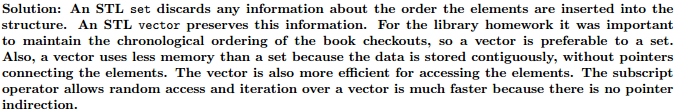 Solution: An STL set discards any information about the order the elements are inserted into the
structure. An STL vector preserves this information. For the library homework it was important
to maintain the chronological ordering of the book checkouts, so a vector is preferable to a set.
Also, a vector uses less memory than a set because the data is stored contiguously, without pointers
connecting the elements. The vector is also more efficient for accessing the elements. The subscript
operator allows random access and iteration over a vector is much faster because there is no pointer
indirection.